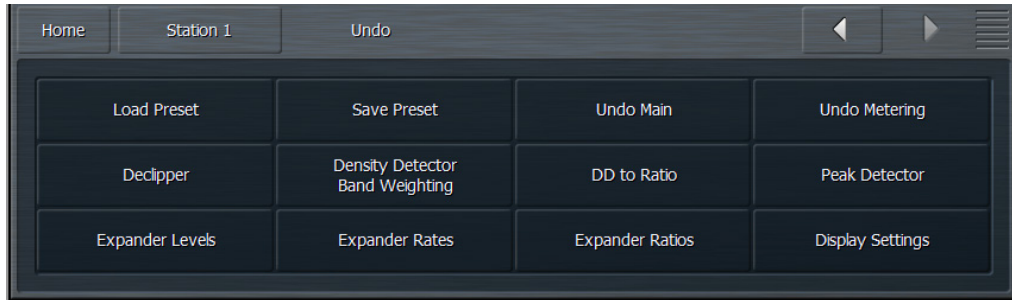 Home Station 1 Undo
Load Preset Save Preset Undo Main Undo Metering
Declipper Density Detector Band Weighting DD to Ratio Peak Detector
Expander Levels Expander Rates Expander Ratios Display Settings